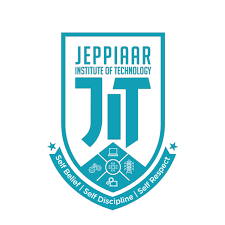 JEPPIAAR
INSTITUTE OF TECHNOLOGY
JIT
Self Belief | Self Discipline | Self Respect